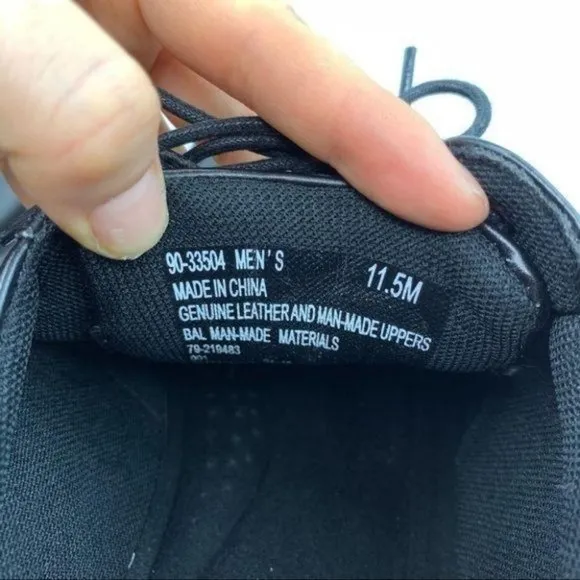 90-33504 MEN'S 11.5M
MADE IN CHINA
GENUINE LEATHER AND MAN-MADE UPPERS
BAL MAN-MADE MATERIALS
79-219483